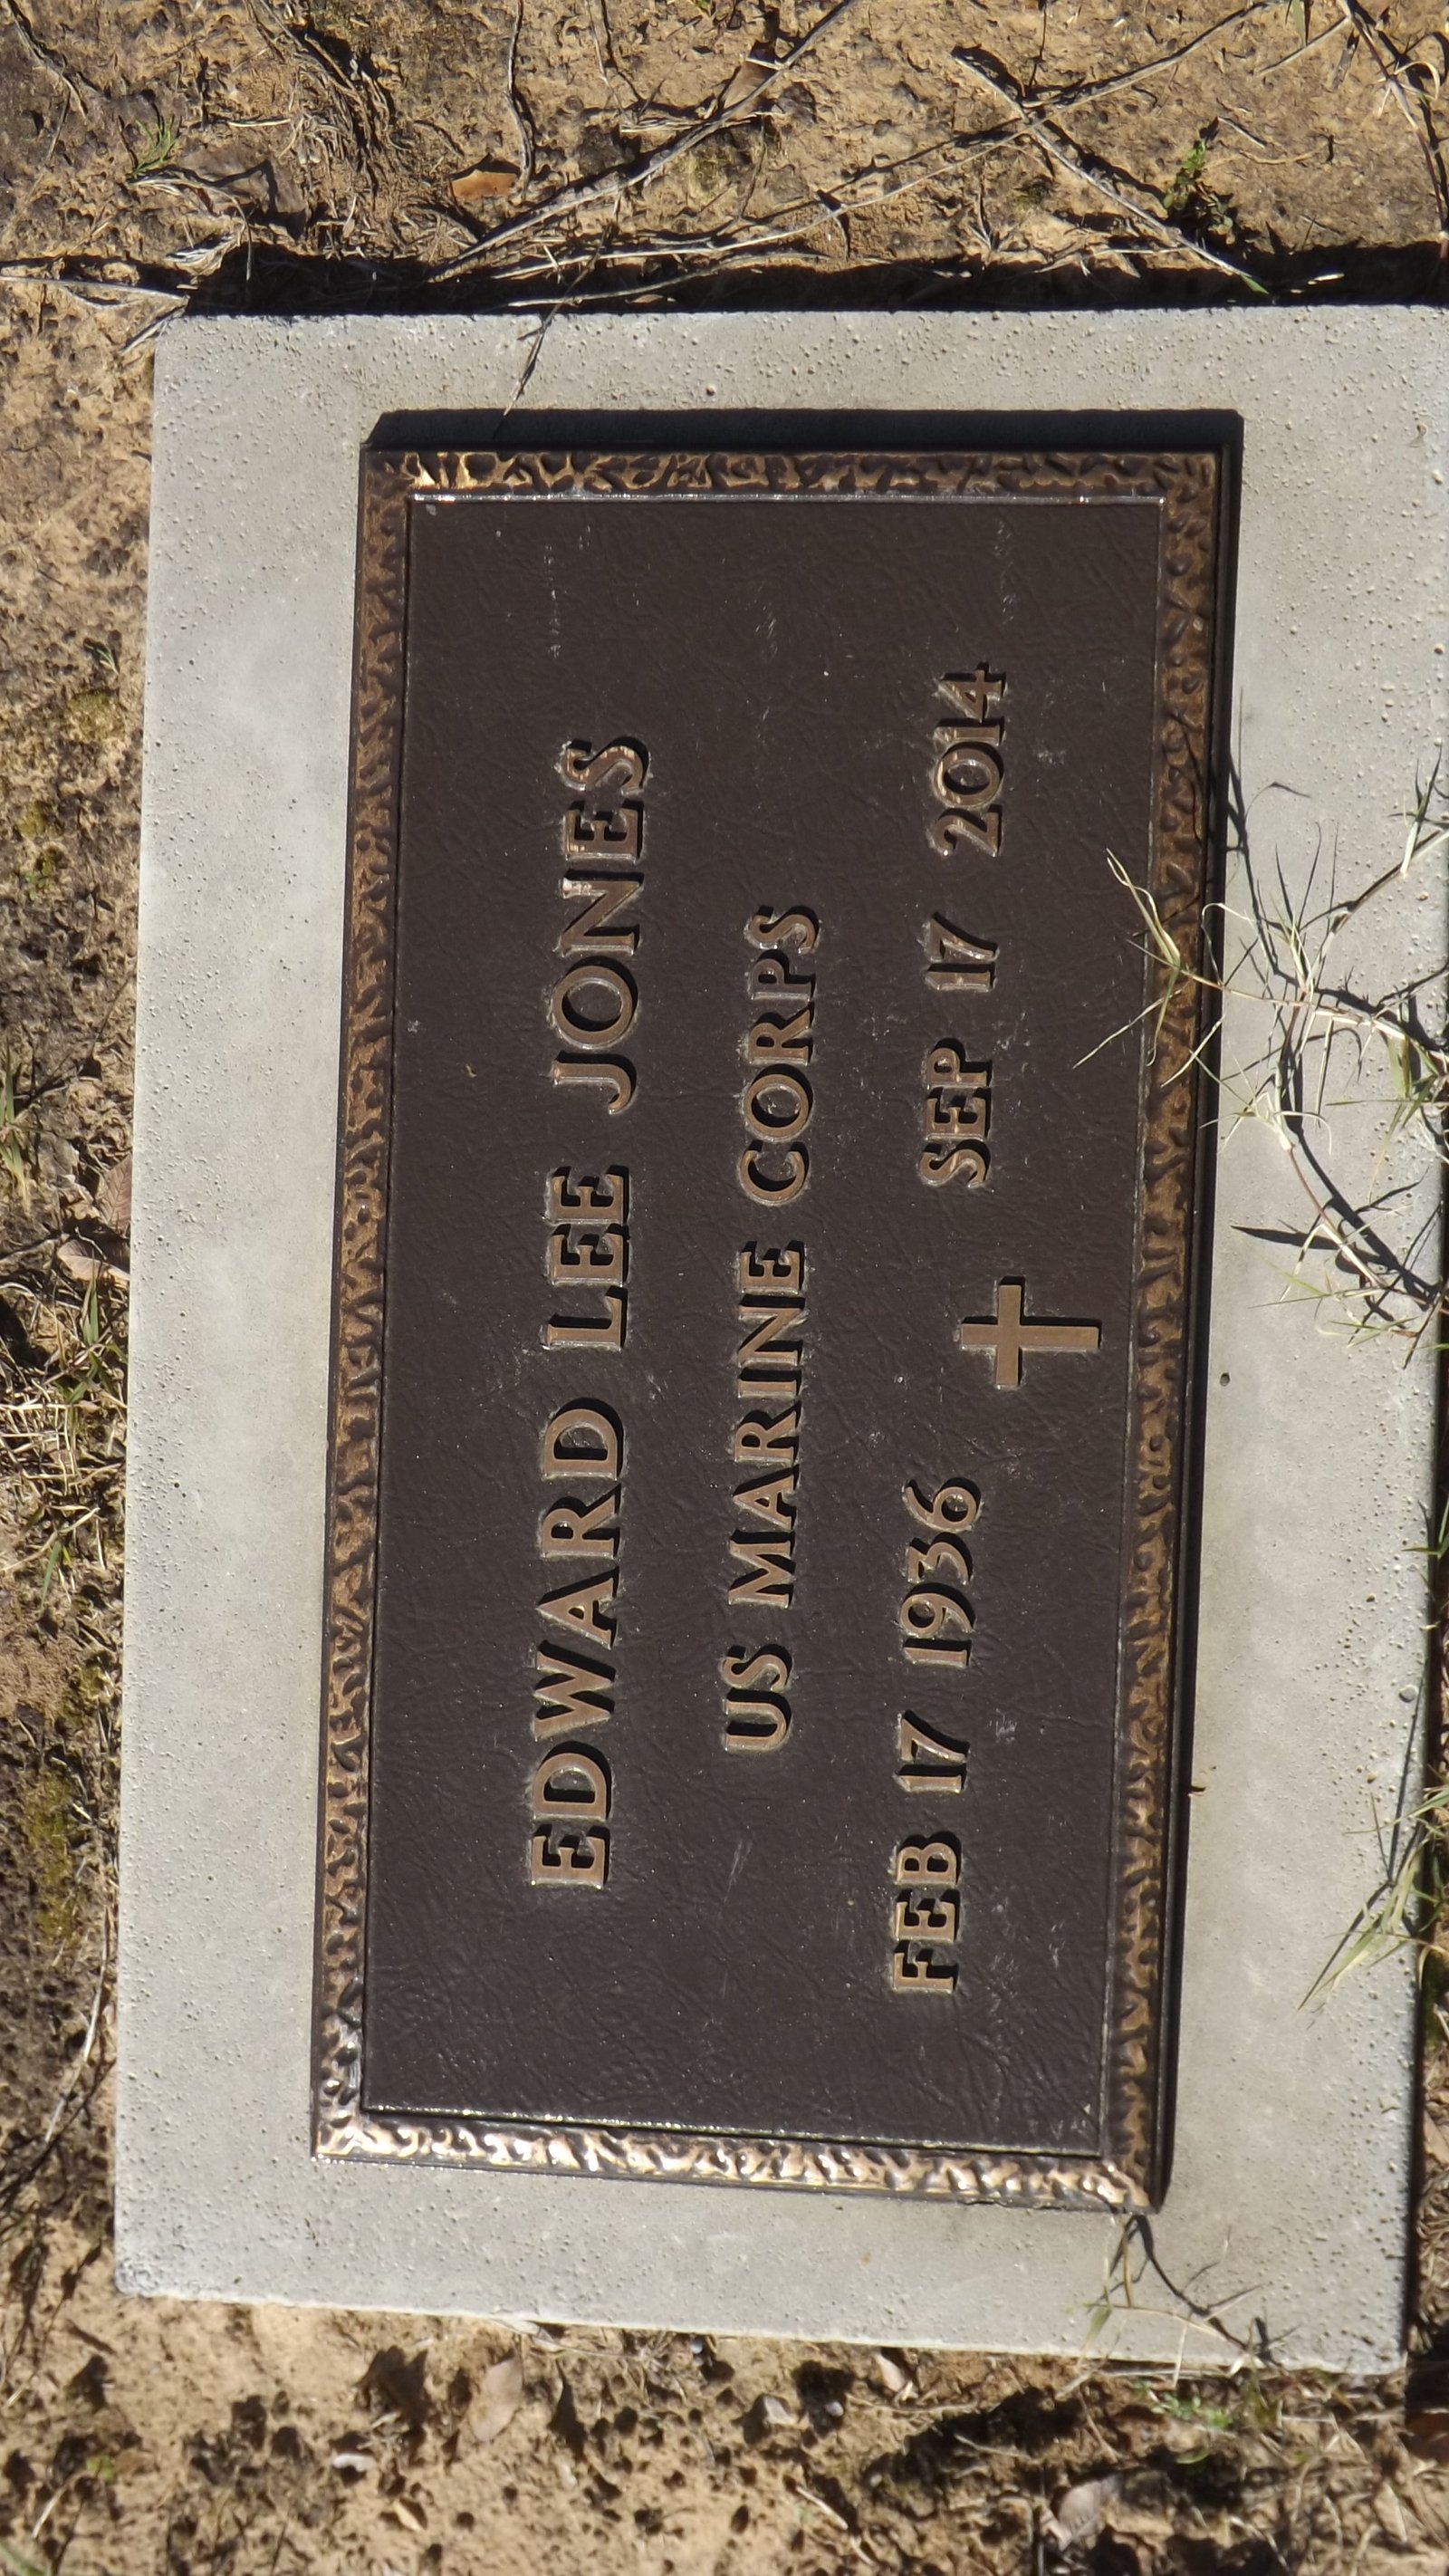 EDWARD LEE JONES
US MARINE CORPS
FEB 17 1936 SEP 17 2014